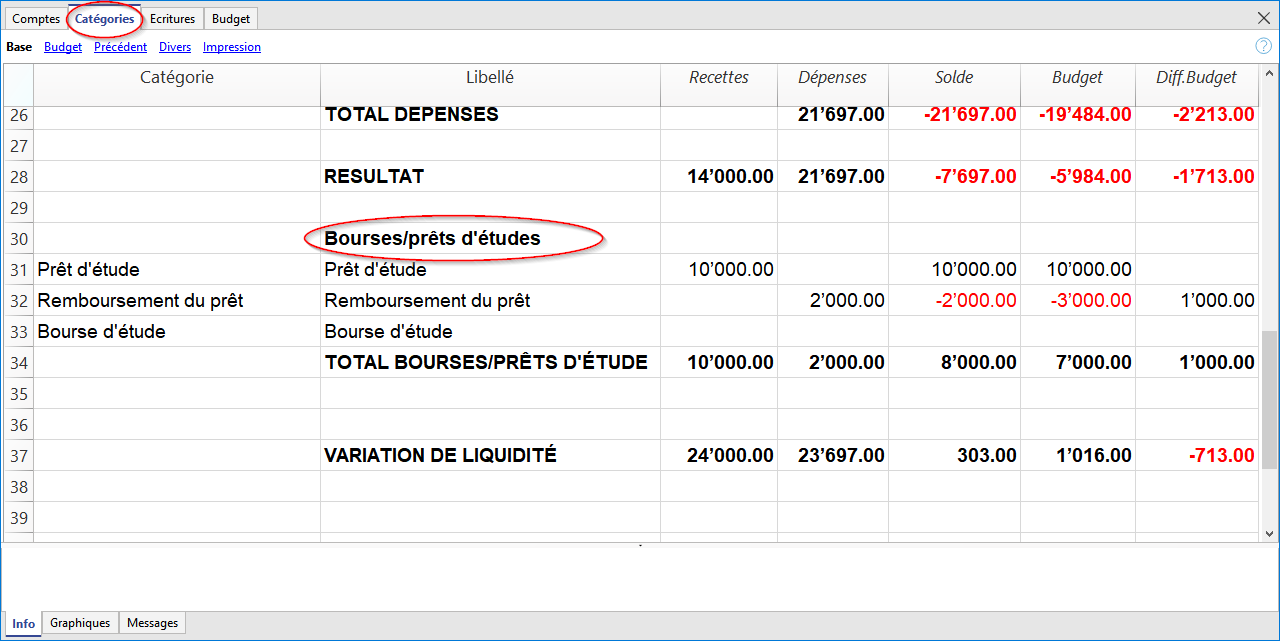 Comptes Catégories Ecritures Budget
Base Budget Précédent Divers Impression
Catégorie Libellé Recettes Dépenses Solde Budget Diff.Budget
26 TOTAL DEPENSES 21’697.00 -21’697.00 -19’484.00 -2’213.00
27
28 RESULTAT 14’000.00 21’697.00 -7’697.00 -5’984.00 -1’713.00
29
30 Bourses/prêts d'études
31 Prêt d'étude Prêt d'étude 10’000.00 10’000.00 10’000.00
32 Remboursement du prêt Remboursement du prêt 2’000.00 -2’000.00 -3’000.00 1’000.00
33 Bourse d'étude Bourse d'étude
34 TOTAL BOURSES/PRÊTS D'ÉTUDE 10’000.00 2’000.00 8’000.00 7’000.00 1’000.00
35
36
37 VARIATION DE LIQUIDITÉ 24’000.00 23’697.00 303.00 1’016.00 -713.00
38
39
Info Graphiques Messages